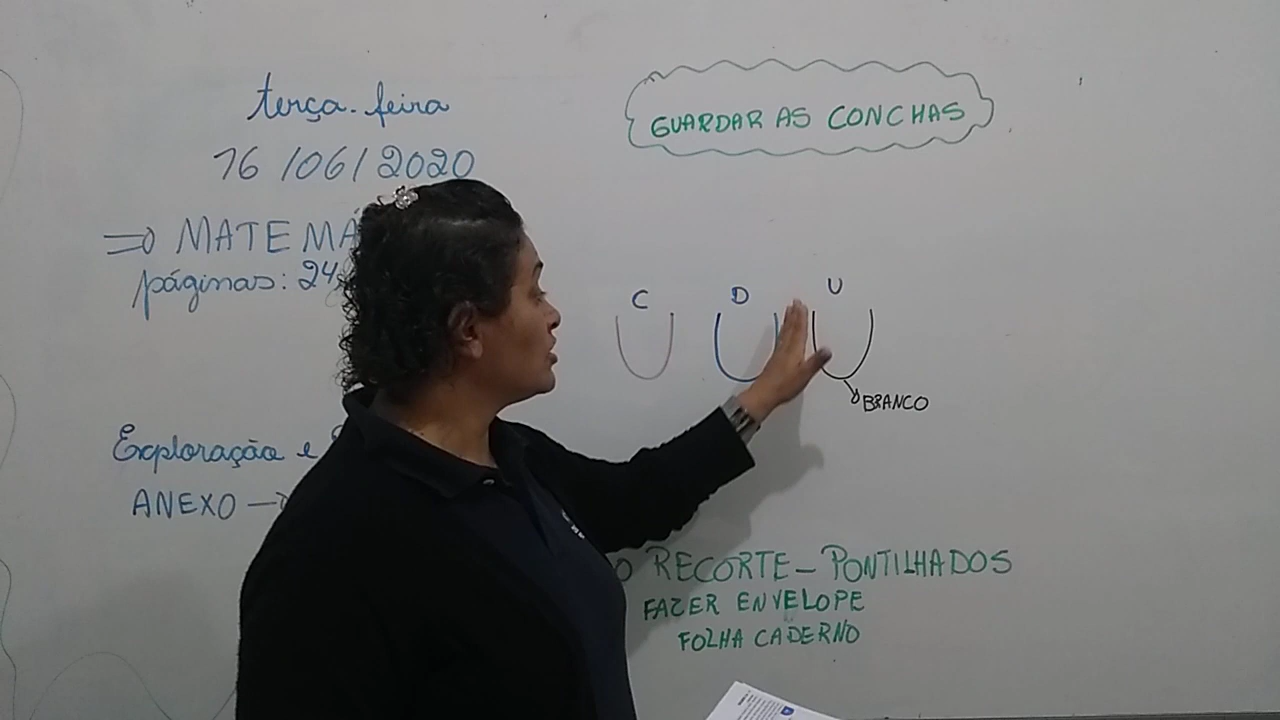 terça-feira
16/06/2020
⇒ MATEMÁ
páginas: 24
Exploração e
ANEXO →
GUARDAR AS CONCHAS
C D U
BRANCO
RECORTE - PONTILHADOS
FAZER ENVELOPE
FOLHA CADERNO